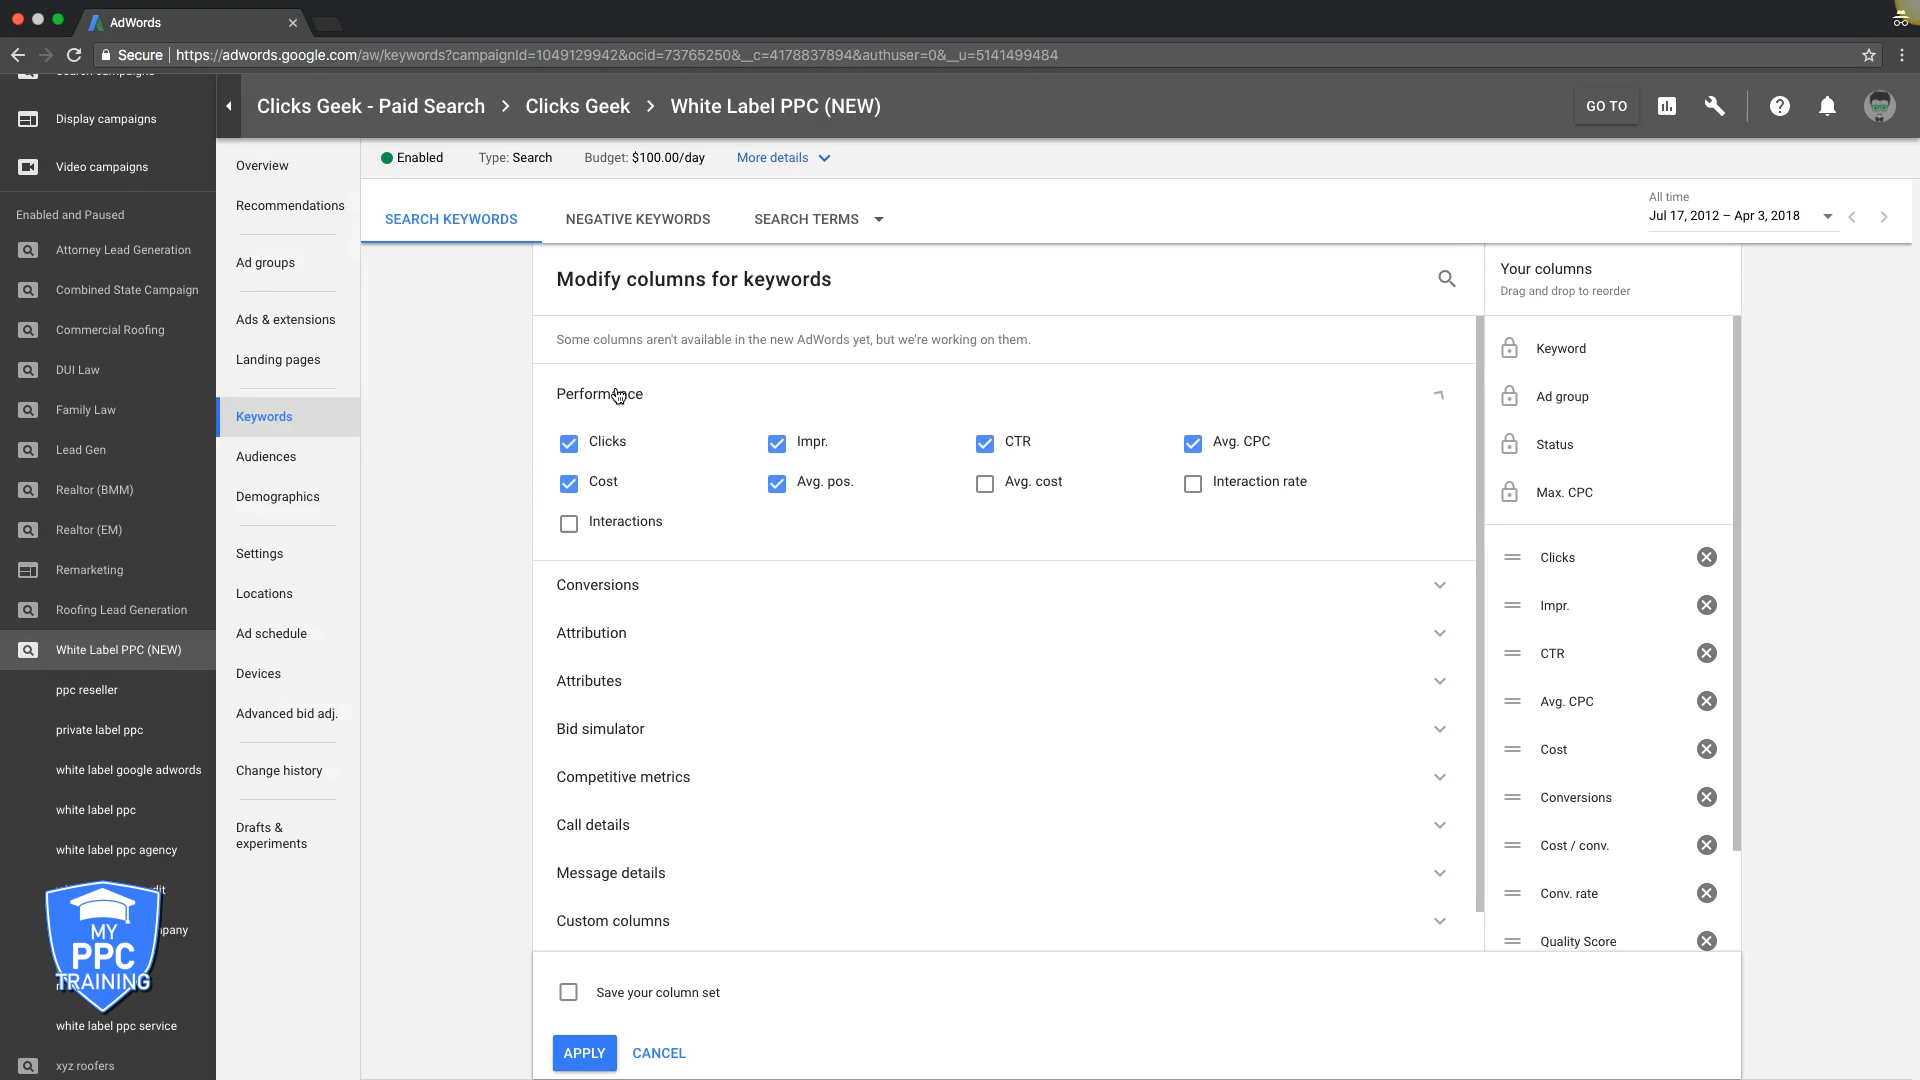 AdWords
Secure
https://adwords.google.com/aw/keywords?campaignId=1049129942&ocid=73765250&__c=4178837894&authuser=0&__u=5141499484
Display campaigns
Video campaigns
Enabled and Paused
Attorney Lead Generation
Combined State Campaign
Commercial Roofing
DUI Law
Family Law
Lead Gen
Realtor (BMM)
Realtor (EM)
Remarketing
Roofing Lead Generation
White Label PPC (NEW)
ppc reseller
private label ppc
white label google adwords
white label ppc
white label ppc agency
MY
PPC
TRAINING
white label ppc service
xyz roofers
Clicks Geek - Paid Search > Clicks Geek > White Label PPC (NEW)
GO TO
Overview
Recommendations
Ad groups
Ads & extensions
Landing pages
Keywords
Audiences
Demographics
Settings
Locations
Ad schedule
Devices
Advanced bid adj.
Change history
Drafts &
experiments
Enabled Type: Search Budget: $100.00/day More details
SEARCH KEYWORDS NEGATIVE KEYWORDS SEARCH TERMS
All time
Jul 17, 2012 – Apr 3, 2018
Modify columns for keywords
Some columns aren't available in the new AdWords yet, but we're working on them.
Performance
Clicks Impr. CTR Avg. CPC
Cost Avg. pos. Avg. cost Interaction rate
Interactions
Conversions
Attribution
Attributes
Bid simulator
Competitive metrics
Call details
Message details
Custom columns
Your columns
Drag and drop to reorder
Keyword
Ad group
Status
Max. CPC
Clicks
Impr.
CTR
Avg. CPC
Cost
Conversions
Cost / conv.
Conv. rate
Quality Score
Save your column set
APPLY CANCEL